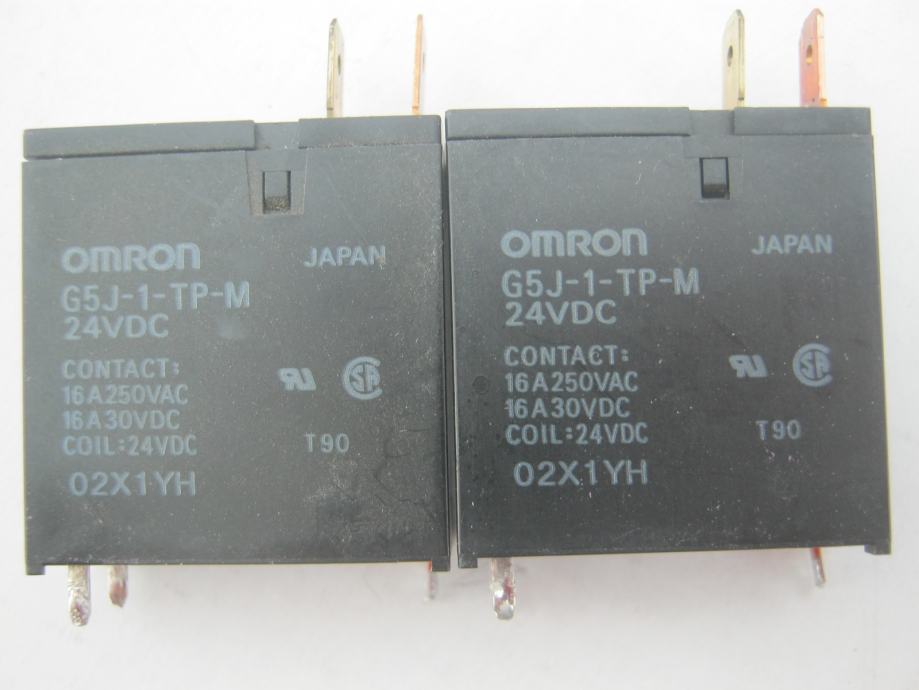 OMRON JAPAN
G5J-1-TP-M
24VDC
CONTACT:
16A250VAC
16A30VDC
COIL:24VDC T90
02X1YH
OMRON JAPAN
G5J-1-TP-M
24VDC
CONTACT:
16A250VAC
16A30VDC
COIL:24VDC T90
02X1YH